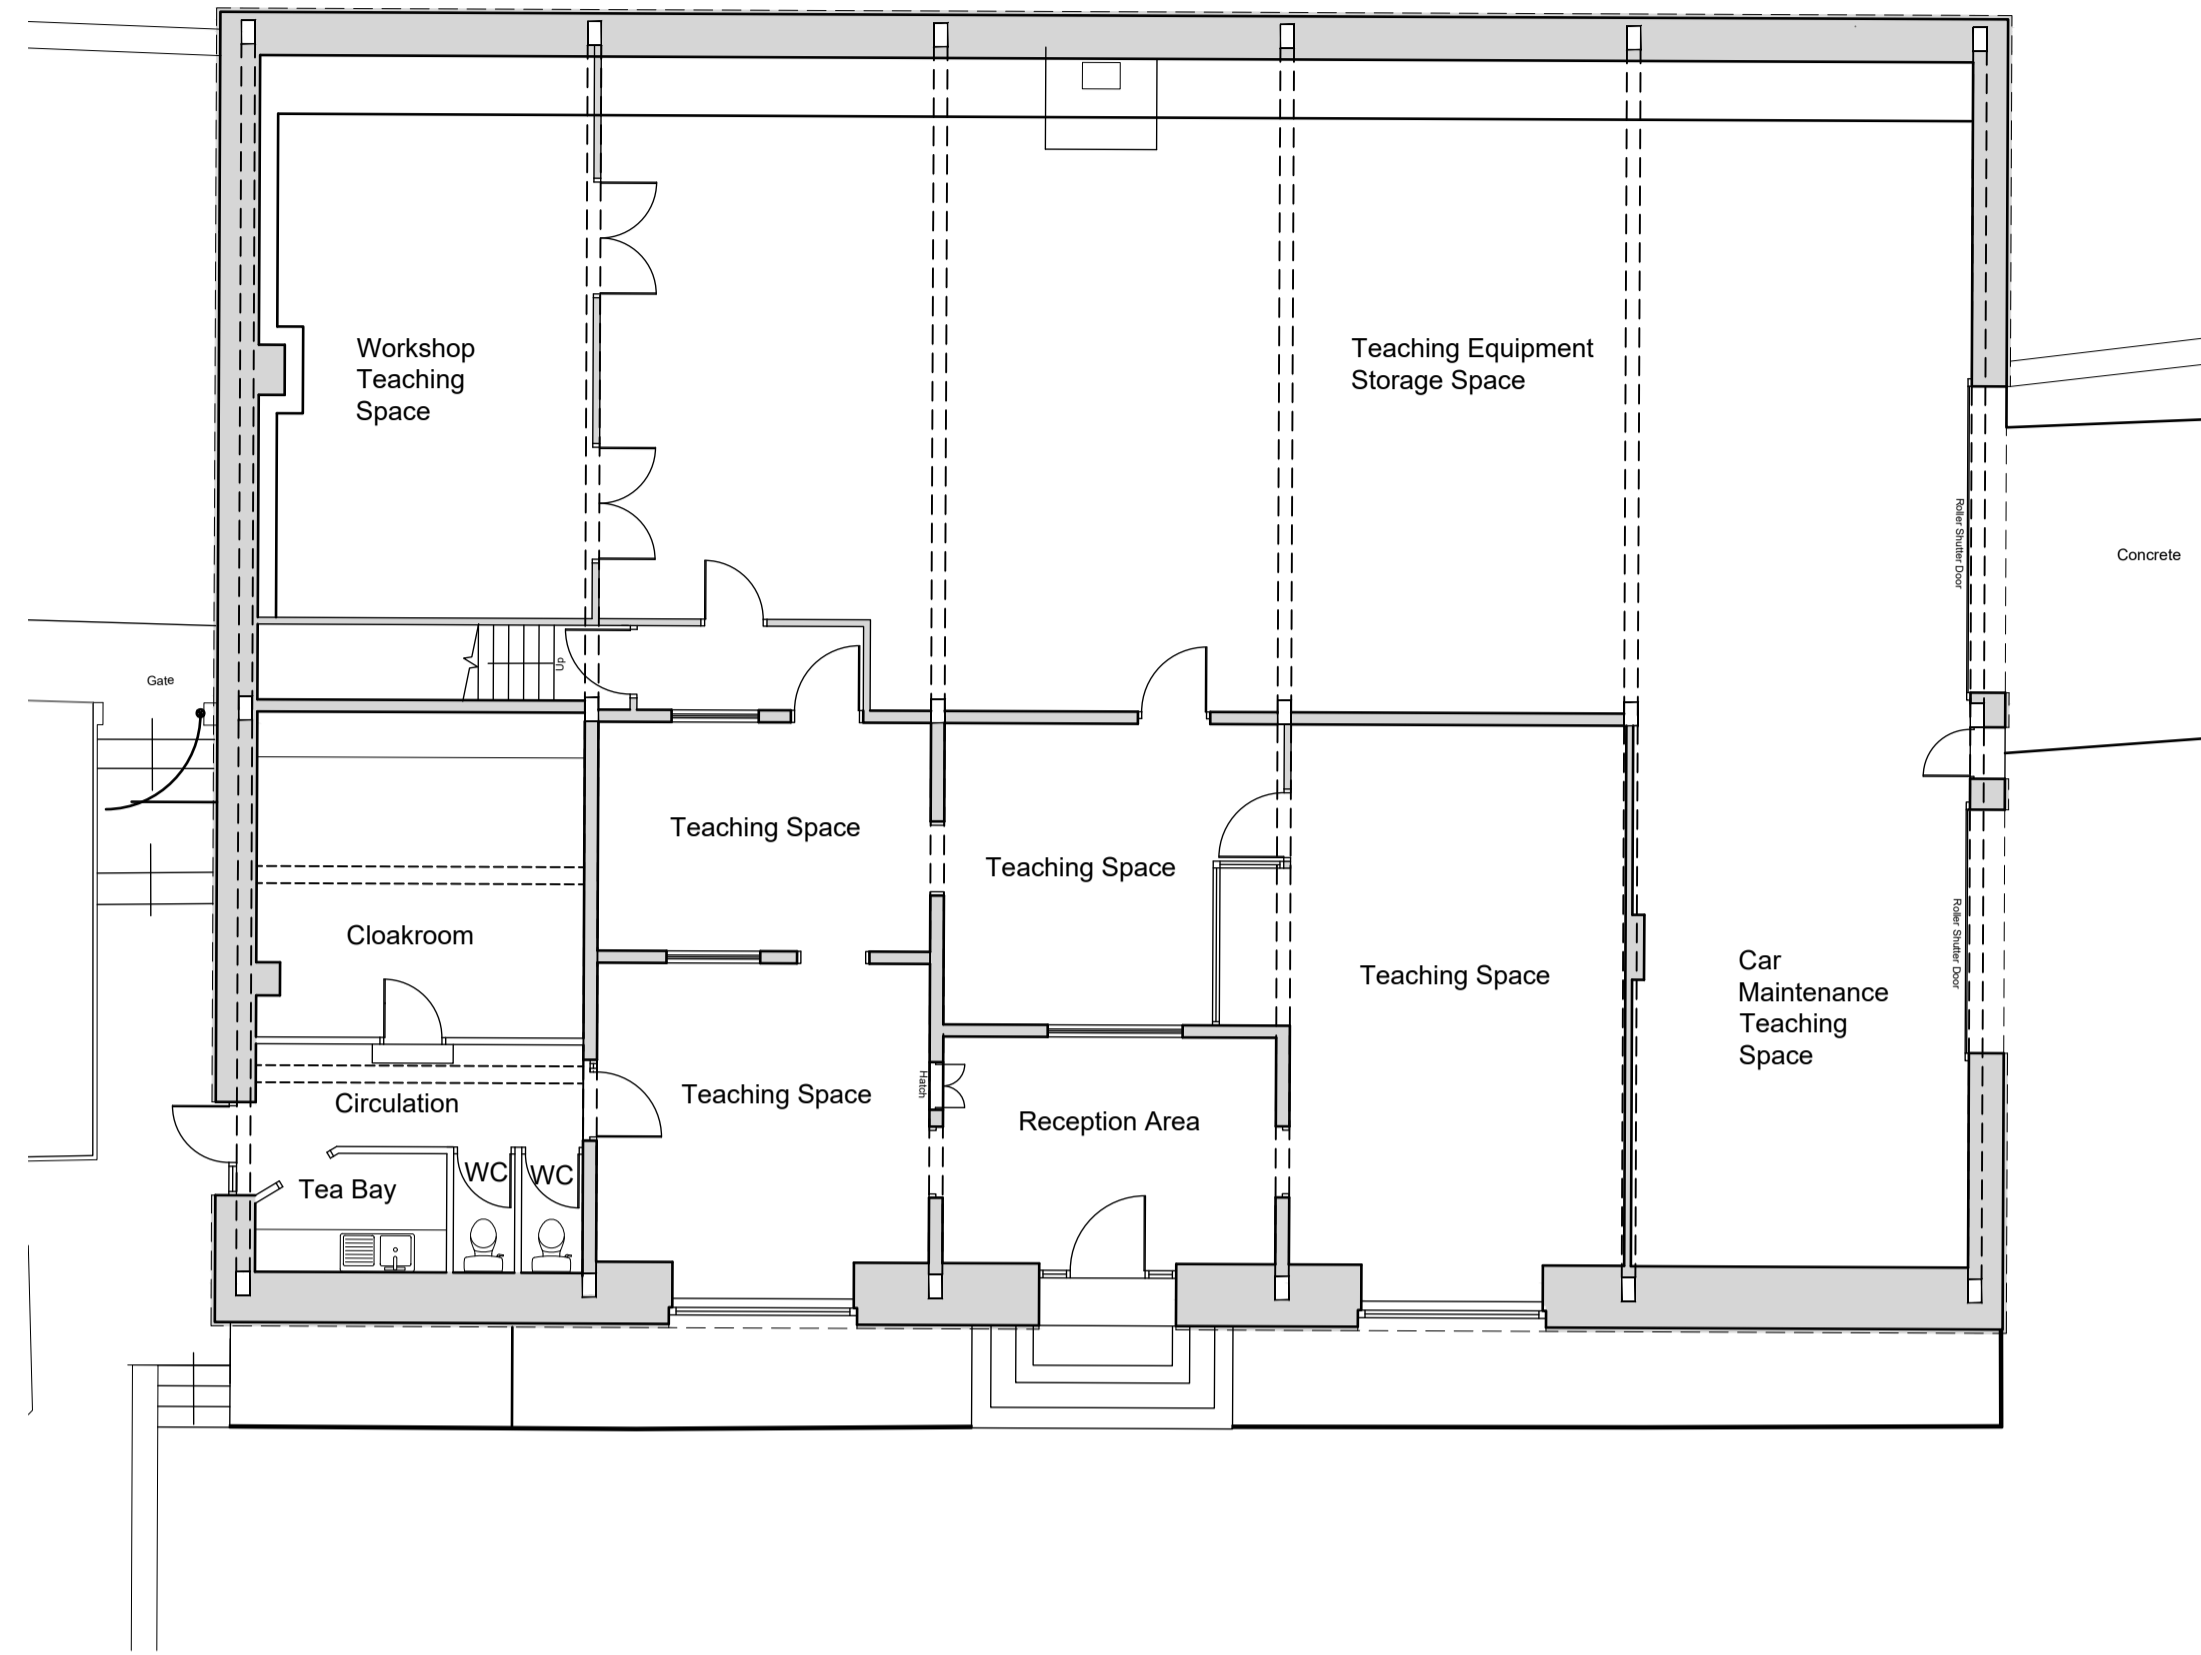 Workshop
Teaching
Space
Teaching Equipment
Storage Space
Roller Shutter Door
Concrete
Up
Gate
Teaching Space
Teaching Space
Cloakroom
Teaching Space
Car
Maintenance
Teaching
Space
Roller Shutter Door
Circulation
Teaching Space
Hatch
Reception Area
Tea Bay
WC
WC